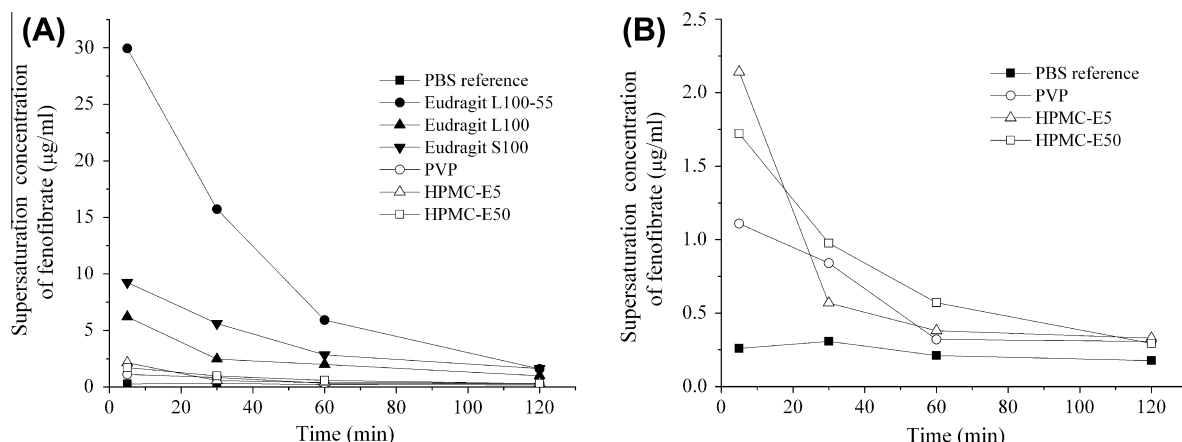 (A)
Supersaturation concentration
of fenofibrate (μg/ml)
30
25
20
15
10
5
0
PBS reference
Eudragit L100-55
Eudragit L100
Eudragit S100
PVP
HPMC-E5
HPMC-E50
0 20 40 60 80 100 120
Time (min)
(B)
Supersaturation concentration
of fenofibrate (μg/ml)
2.5
2.0
1.5
1.0
0.5
0.0
PBS reference
PVP
HPMC-E5
HPMC-E50
0 20 40 60 80 100 120
Time (min)